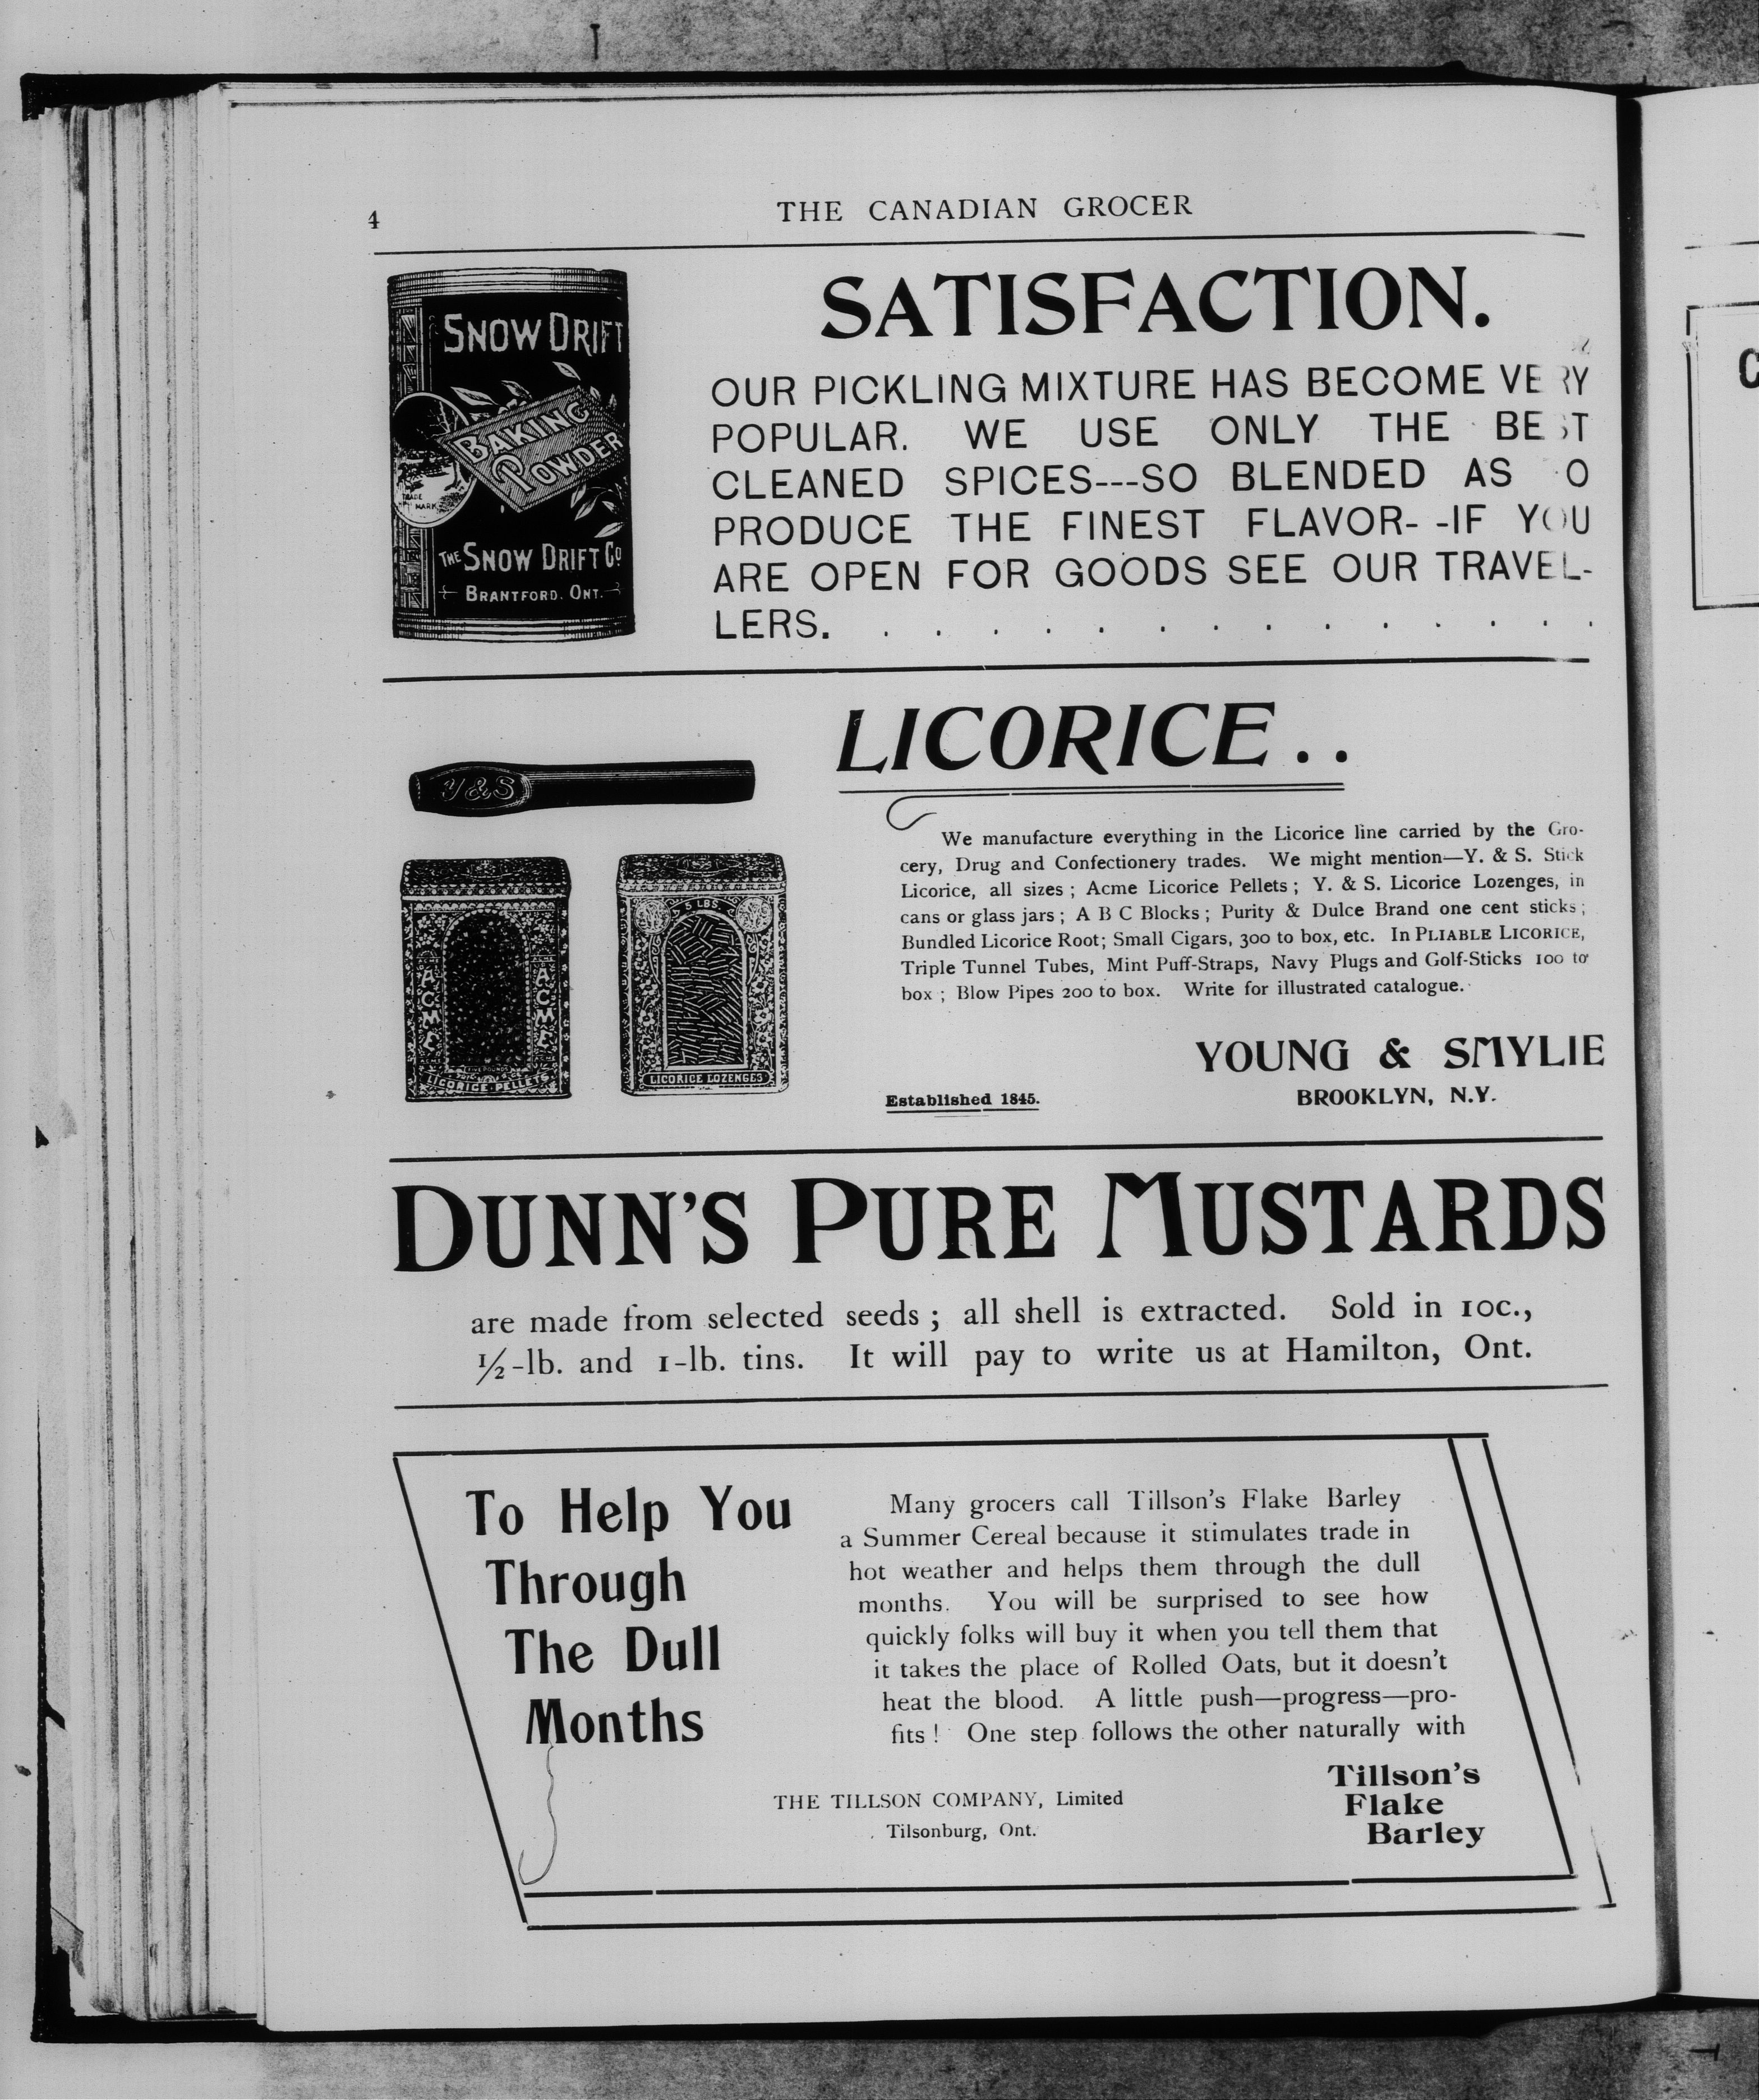 4
THE CANADIAN GROCER
SNOW DRIFT
BAKING
POWDER
TRADE
MARK
THE SNOW DRIFT CO
BRANTFORD. ONT.
SATISFACTION.
OUR PICKLING MIXTURE HAS BECOME VERY
POPULAR. WE USE ONLY THE BEST
CLEANED SPICES---SO BLENDED AS TO
PRODUCE THE FINEST FLAVOR- -IF YOU
ARE OPEN FOR GOODS SEE OUR TRAVEL-
LERS. . . . . . . . . . . . . . .
LICORICE . .
Y&S
We manufacture everything in the Licorice line carried by the Gro-
cery, Drug and Confectionery trades. We might mention—Y. & S. Stick
Licorice, all sizes ; Acme Licorice Pellets ; Y. & S. Licorice Lozenges, in
cans or glass jars ; A B C Blocks ; Purity & Dulce Brand one cent sticks ;
Bundled Licorice Root; Small Cigars, 300 to box, etc. In PLIABLE LICORICE,
Triple Tunnel Tubes, Mint Puff-Straps, Navy Plugs and Golf-Sticks 100 to
box ; Blow Pipes 200 to box. Write for illustrated catalogue.
ACME
ACME
LICORICE PELLETS
5 LBS.
LICORICE LOZENGES
YOUNG & SMYLIE
Established 1845.
BROOKLYN, N.Y.
DUNN'S PURE MUSTARDS
are made from selected seeds ; all shell is extracted. Sold in 10c.,
½-lb. and 1-lb. tins. It will pay to write us at Hamilton, Ont.
To Help You
Through
The Dull
Months
Many grocers call Tillson's Flake Barley
a Summer Cereal because it stimulates trade in
hot weather and helps them through the dull
months. You will be surprised to see how
quickly folks will buy it when you tell them that
it takes the place of Rolled Oats, but it doesn't
heat the blood. A little push—progress—pro-
fits ! One step follows the other naturally with
Tillson's
Flake
Barley
THE TILLSON COMPANY, Limited
Tilsonburg, Ont.
C